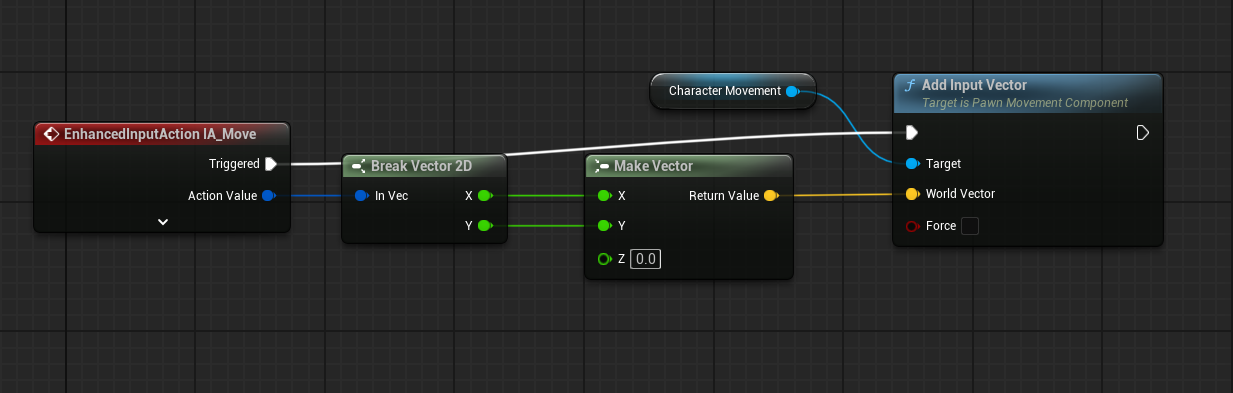 EnhancedInputAction IA_Move
Triggered
Action Value
Break Vector 2D
In Vec
X
Y
Make Vector
X
Return Value
Y
Z 0.0
Character Movement
Add Input Vector
Target is Pawn Movement Component
Target
World Vector
Force